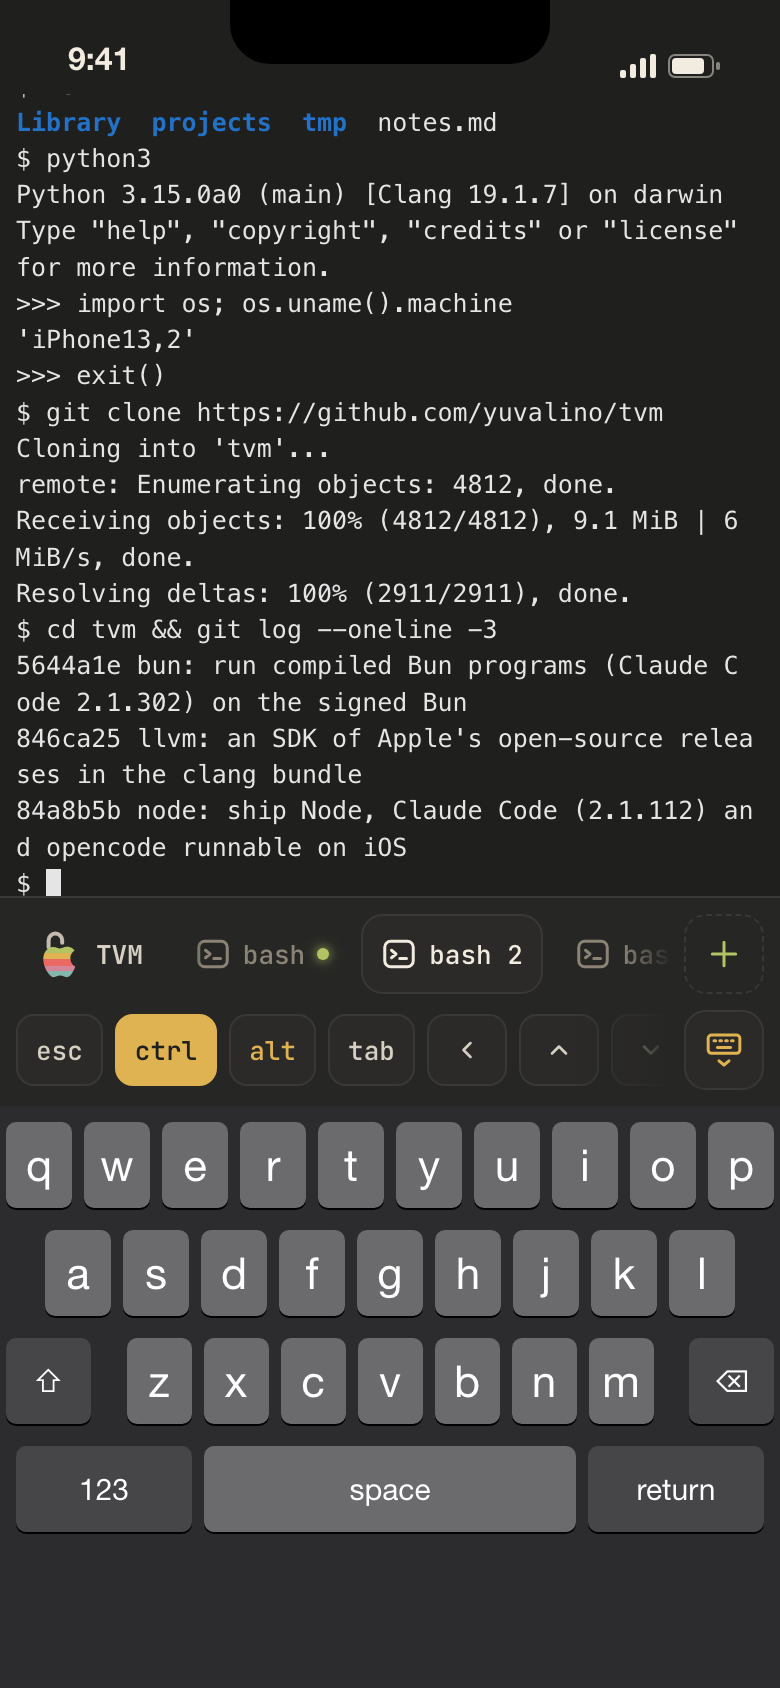 9:41
Library projects tmp notes.md
$ python3
Python 3.15.0a0 (main) [Clang 19.1.7] on darwin
Type "help", "copyright", "credits" or "license"
for more information.
>>> import os; os.uname().machine
'iPhone13,2'
>>> exit()
$ git clone https://github.com/yuvalino/tvm
Cloning into 'tvm'...
remote: Enumerating objects: 4812, done.
Receiving objects: 100% (4812/4812), 9.1 MiB | 6
MiB/s, done.
Resolving deltas: 100% (2911/2911), done.
$ cd tvm && git log --oneline -3
5644a1e bun: run compiled Bun programs (Claude C
ode 2.1.302) on the signed Bun
846ca25 llvm: an SDK of Apple's open-source relea
ses in the clang bundle
84a8b5b node: ship Node, Claude Code (2.1.112) an
d opencode runnable on iOS
$
TVM bash bash 2 bas +
esc ctrl alt tab
q w e r t y u i o p
a s d f g h j k l
z x c v b n m
123 space return